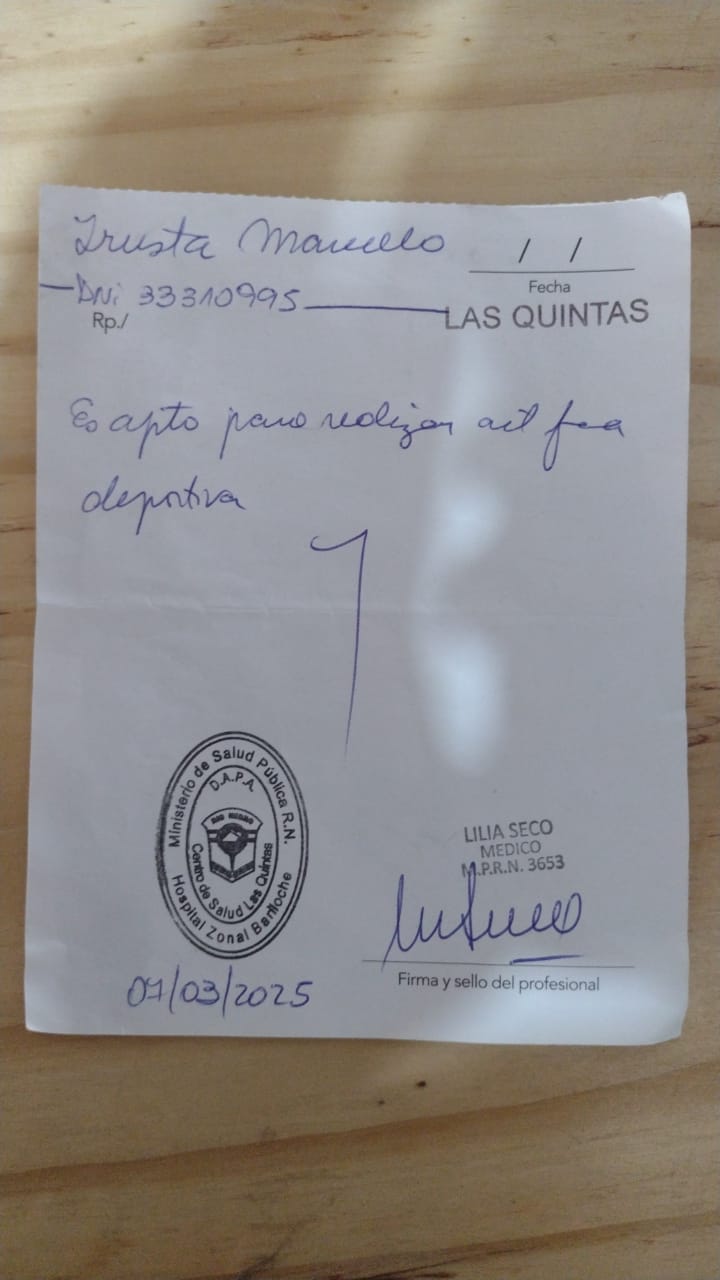 Irusta Marcelo
/ /
Fecha
DNi 33310995
Rp./
LAS QUINTAS
Es apto para realizar act fca
deportiva
Ministerio de Salud Pública R.N.
D.A.P.A.
RIO NEGRO
Centro de Salud Las Quintas
Hospital Zonal Bariloche
LILIA SECO
MEDICO
M.P.R.N. 3653
Firma y sello del profesional
07/03/2025